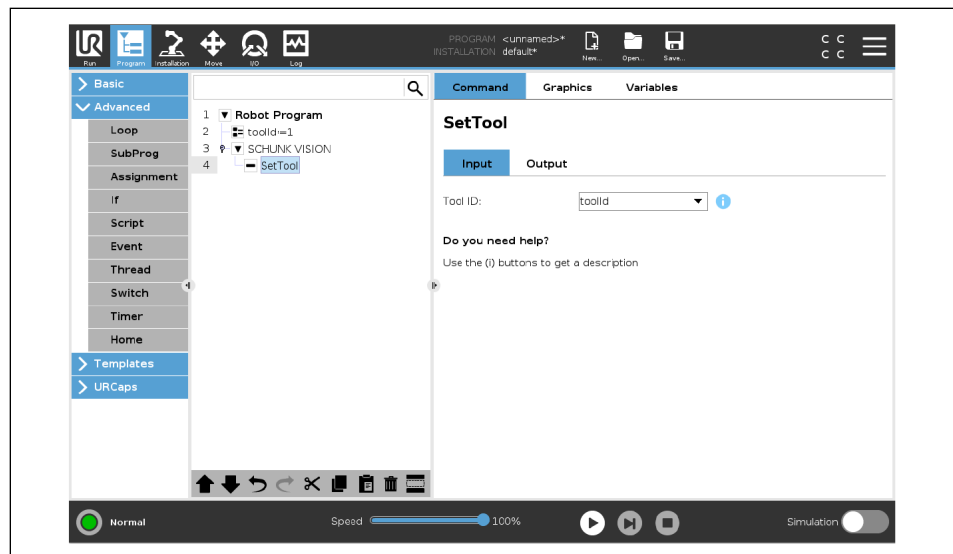 UR
PROGRAM <unnamed>*
INSTALLATION default*
Run Program Installation Move I/O Log New... Open... Save...
C C
C C
Basic
Advanced
Loop
SubProg
Assignment
If
Script
Event
Thread
Switch
Timer
Home
Templates
URCaps
1 Robot Program
2 toolId:=1
3 SCHUNK VISION
4 SetTool
Command Graphics Variables
SetTool
Input Output
Tool ID: toolId
Do you need help?
Use the (i) buttons to get a description
Normal
Speed 100%
Simulation